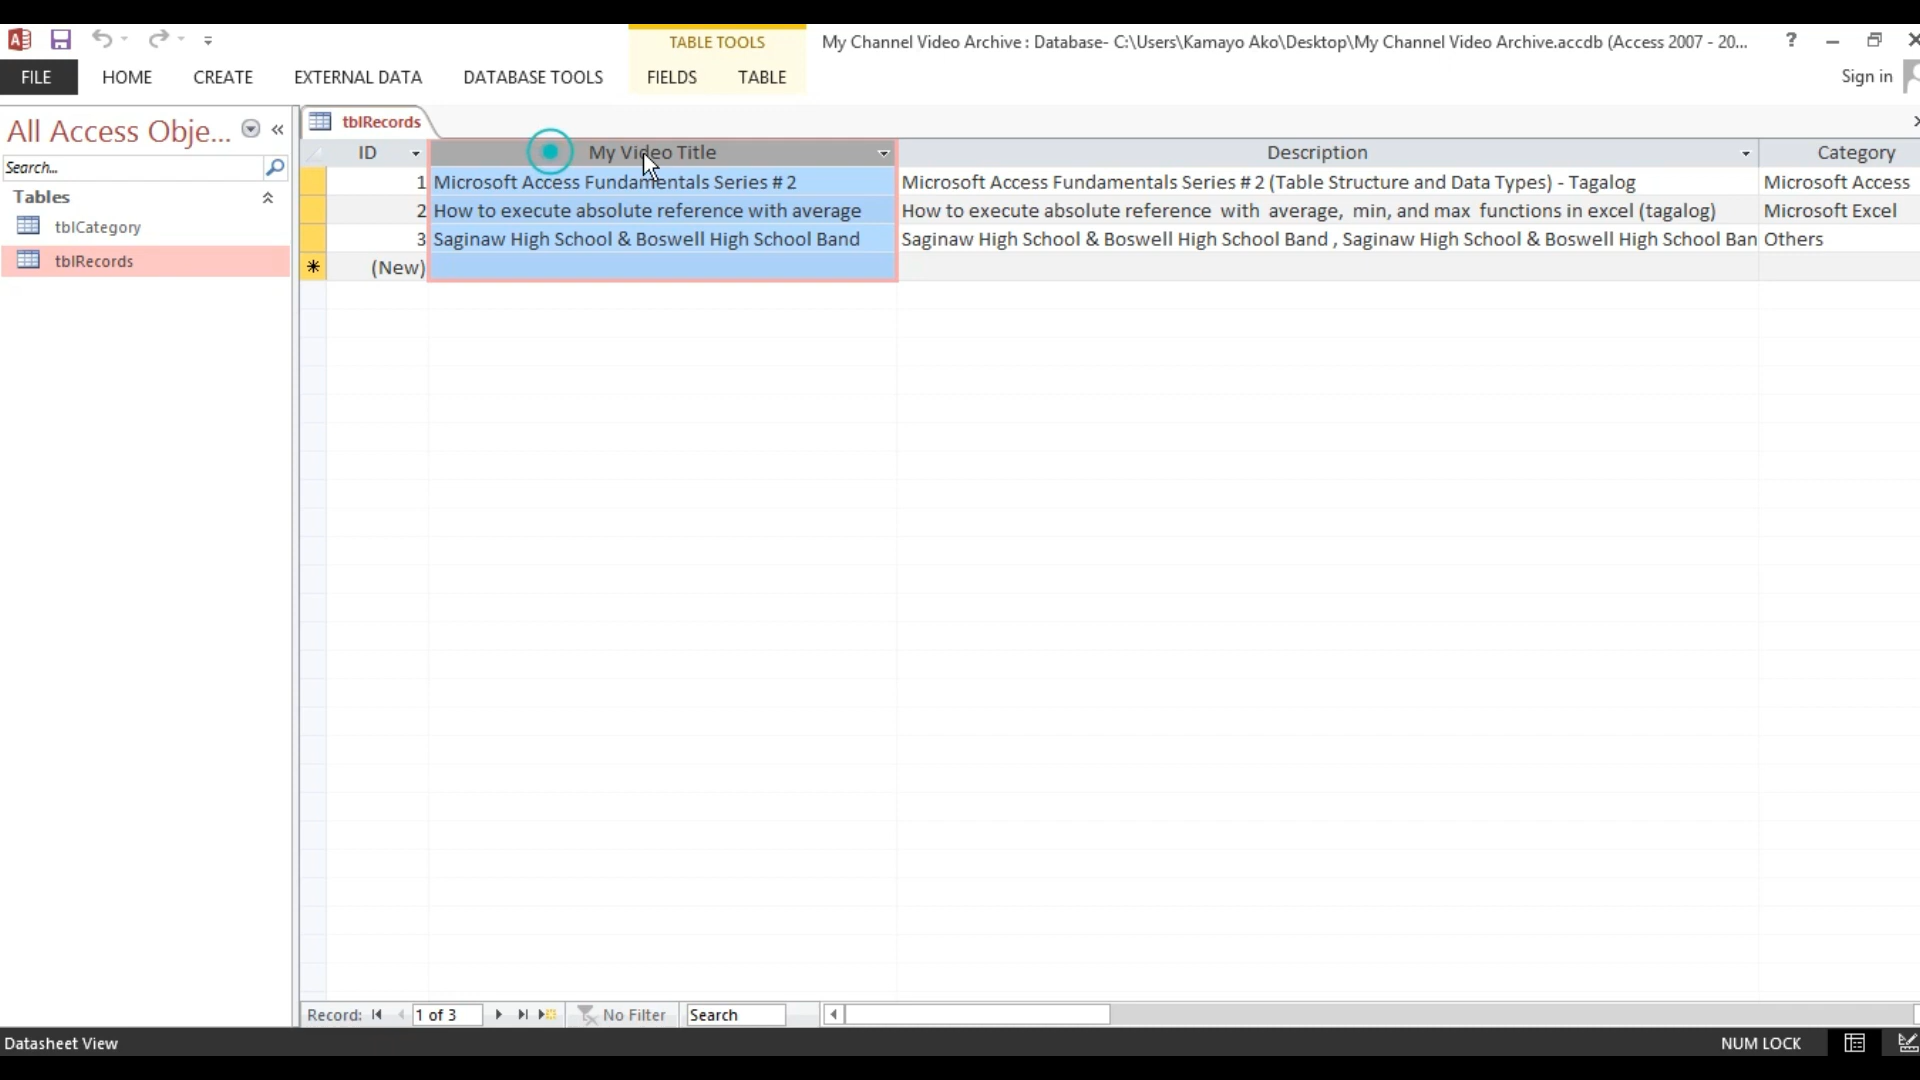 TABLE TOOLS
My Channel Video Archive : Database- C:\Users\Kamayo Ako\Desktop\My Channel Video Archive.accdb (Access 2007 - 20...
?
FILE HOME CREATE EXTERNAL DATA DATABASE TOOLS FIELDS TABLE
Sign in
All Access Obje...
Search...
Tables
tblCategory
tblRecords
tblRecords
ID My Video Title Description Category
1 Microsoft Access Fundamentals Series # 2 Microsoft Access Fundamentals Series # 2 (Table Structure and Data Types) - Tagalog Microsoft Access
2 How to execute absolute reference with average How to execute absolute reference with average, min, and max functions in excel (tagalog) Microsoft Excel
3 Saginaw High School & Boswell High School Band Saginaw High School & Boswell High School Band , Saginaw High School & Boswell High School Ban Others
(New)
Record: 1 of 3 No Filter Search
Datasheet View NUM LOCK